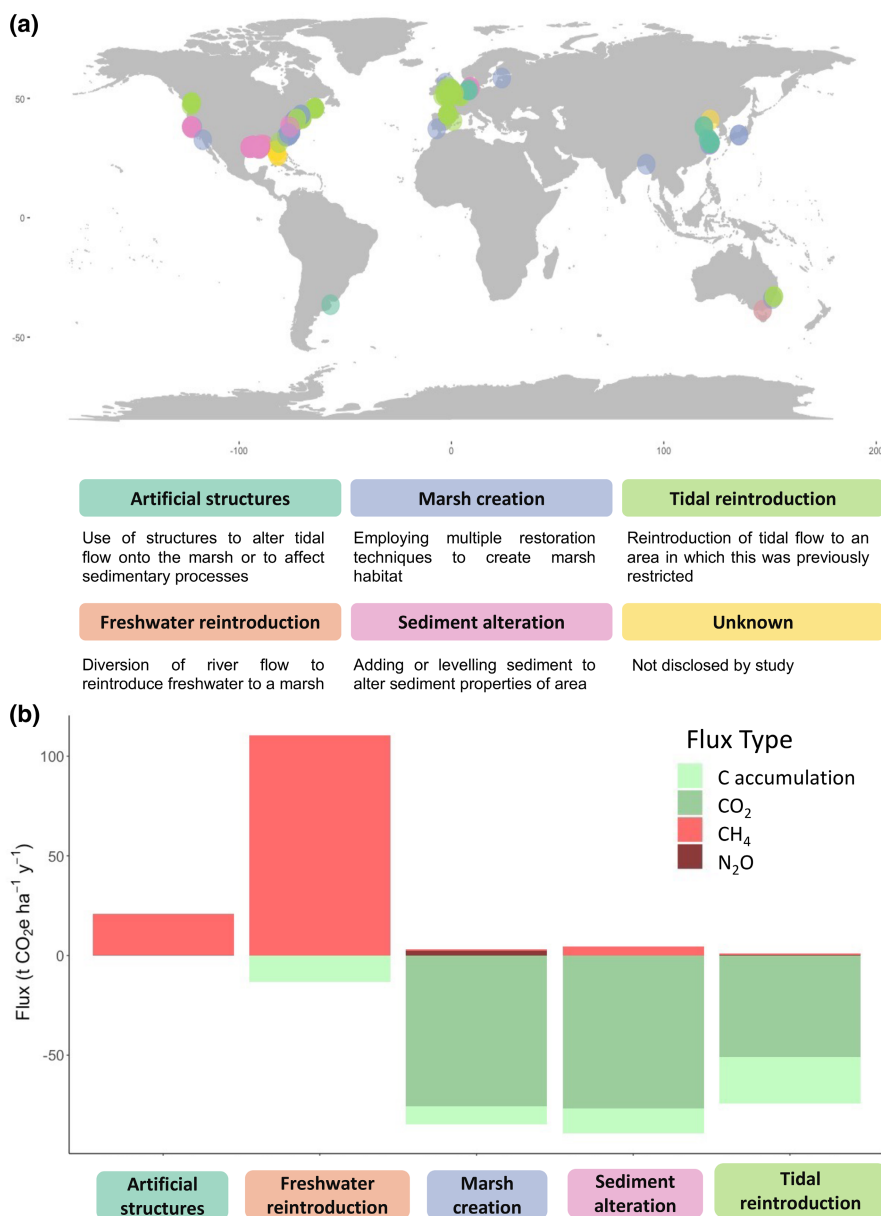 (a)
50
0
-50
-100
0
100
200
Artificial structures
Marsh creation
Tidal reintroduction
Use of structures to alter tidal
flow onto the marsh or to affect
sedimentary processes
Employing multiple restoration
techniques to create marsh
habitat
Reintroduction of tidal flow to an
area in which this was previously
restricted
Freshwater reintroduction
Sediment alteration
Unknown
Diversion of river flow to
reintroduce freshwater to a marsh
Adding or levelling sediment to
alter sediment properties of area
Not disclosed by study
(b)
Flux Type
C accumulation
CO₂
CH₄
N₂O
Flux (t CO₂e ha⁻¹ y⁻¹)
100
50
0
-50
Artificial
structures
Freshwater
reintroduction
Marsh
creation
Sediment
alteration
Tidal
reintroduction